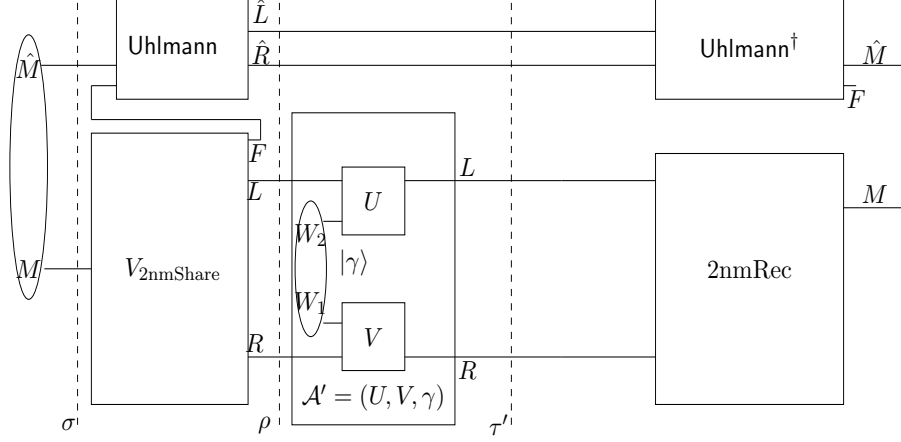 L̂
Uhlmann
Uhlmann†
M̂
R̂
M̂
F
F
L
L
U
M
W₂
|γ⟩
M
V₂ₙₘShare
2nmRec
W₁
V
R
R
𝒜′ = (U, V, γ)
σ
ρ
τ′